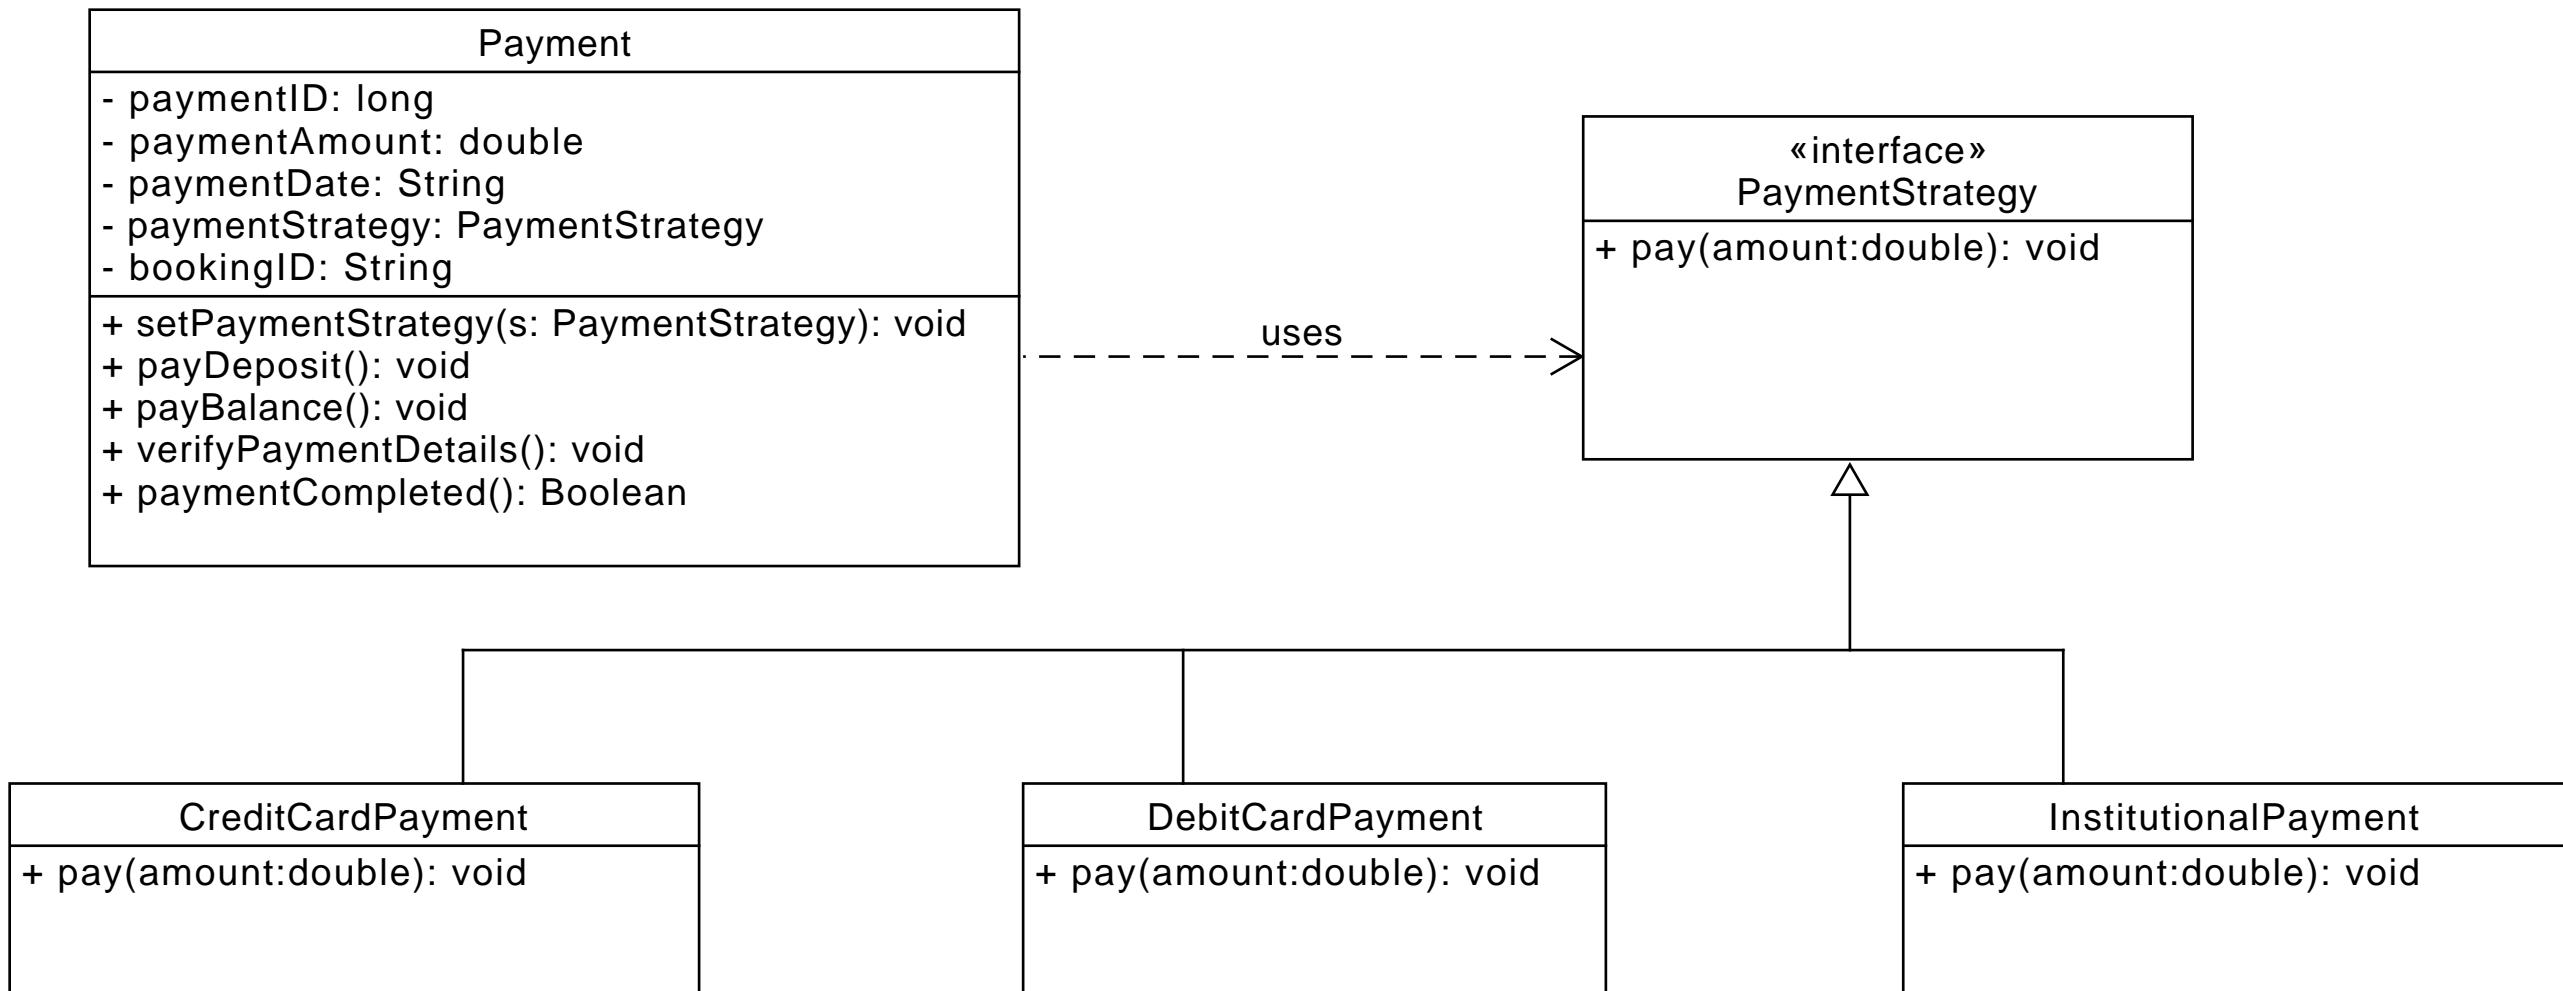 Payment
- paymentID: long
- paymentAmount: double
- paymentDate: String
- paymentStrategy: PaymentStrategy
- bookingID: String
+ setPaymentStrategy(s: PaymentStrategy): void
+ payDeposit(): void
+ payBalance(): void
+ verifyPaymentDetails(): void
+ paymentCompleted(): Boolean
uses
«interface»
PaymentStrategy
+ pay(amount:double): void
CreditCardPayment
+ pay(amount:double): void
DebitCardPayment
+ pay(amount:double): void
InstitutionalPayment
+ pay(amount:double): void